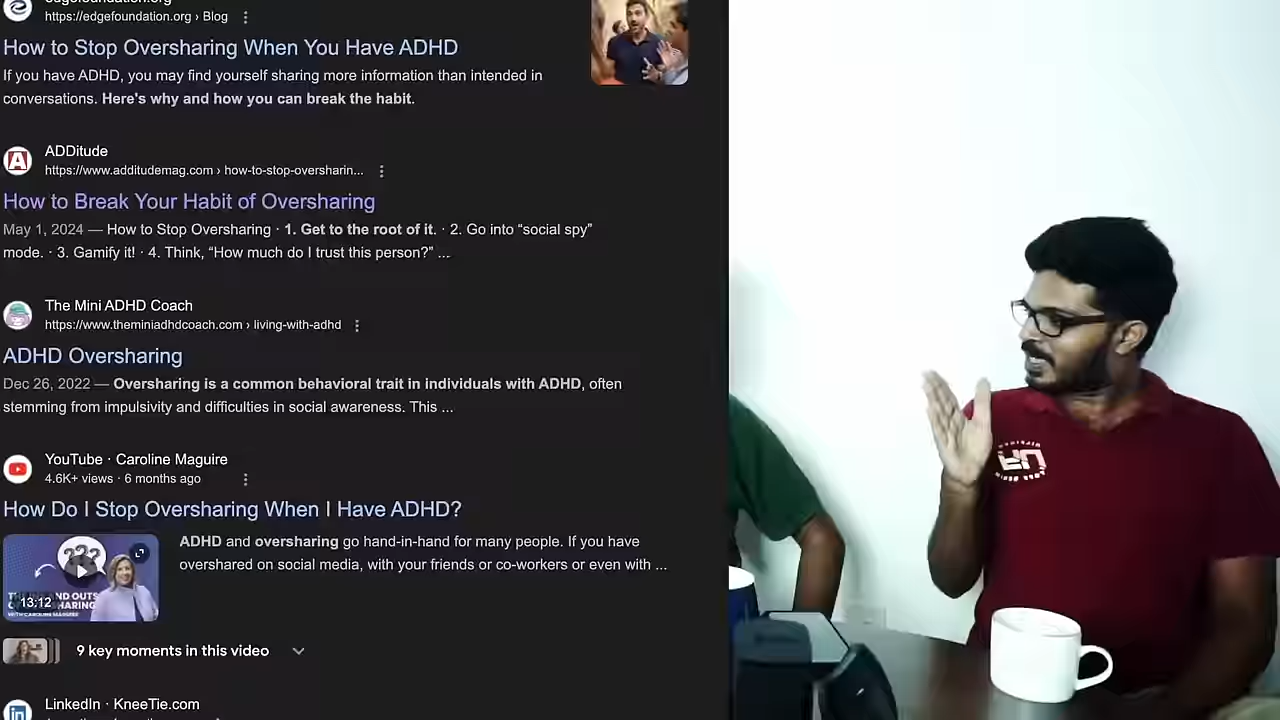 https://edgefoundation.org › Blog
How to Stop Oversharing When You Have ADHD
If you have ADHD, you may find yourself sharing more information than intended in
conversations. Here's why and how you can break the habit.
ADDitude
https://www.additudemag.com › how-to-stop-oversharin...
How to Break Your Habit of Oversharing
May 1, 2024 — How to Stop Oversharing · 1. Get to the root of it. · 2. Go into “social spy”
mode. · 3. Gamify it! · 4. Think, “How much do I trust this person?” ...
The Mini ADHD Coach
https://www.theminiadhdcoach.com › living-with-adhd
ADHD Oversharing
Dec 26, 2022 — Oversharing is a common behavioral trait in individuals with ADHD, often
stemming from impulsivity and difficulties in social awareness. This ...
YouTube · Caroline Maguire
4.6K+ views · 6 months ago
How Do I Stop Oversharing When I Have ADHD?
???
13:12
ADHD and oversharing go hand-in-hand for many people. If you have
overshared on social media, with your friends or co-workers or even with ...
9 key moments in this video
LinkedIn · KneeTie.com